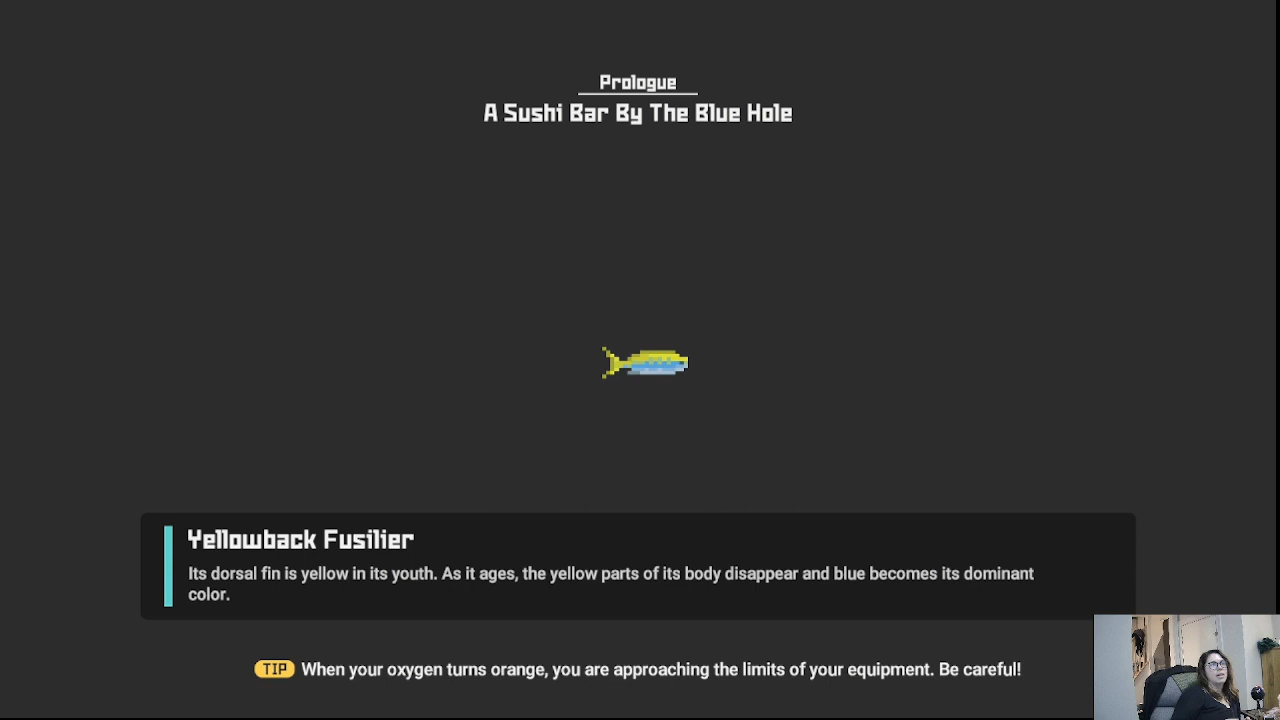 Prologue
A Sushi Bar By The Blue Hole
Yellowback Fusilier
Its dorsal fin is yellow in its youth. As it ages, the yellow parts of its body disappear and blue becomes its dominant
color.
TIP When your oxygen turns orange, you are approaching the limits of your equipment. Be careful!